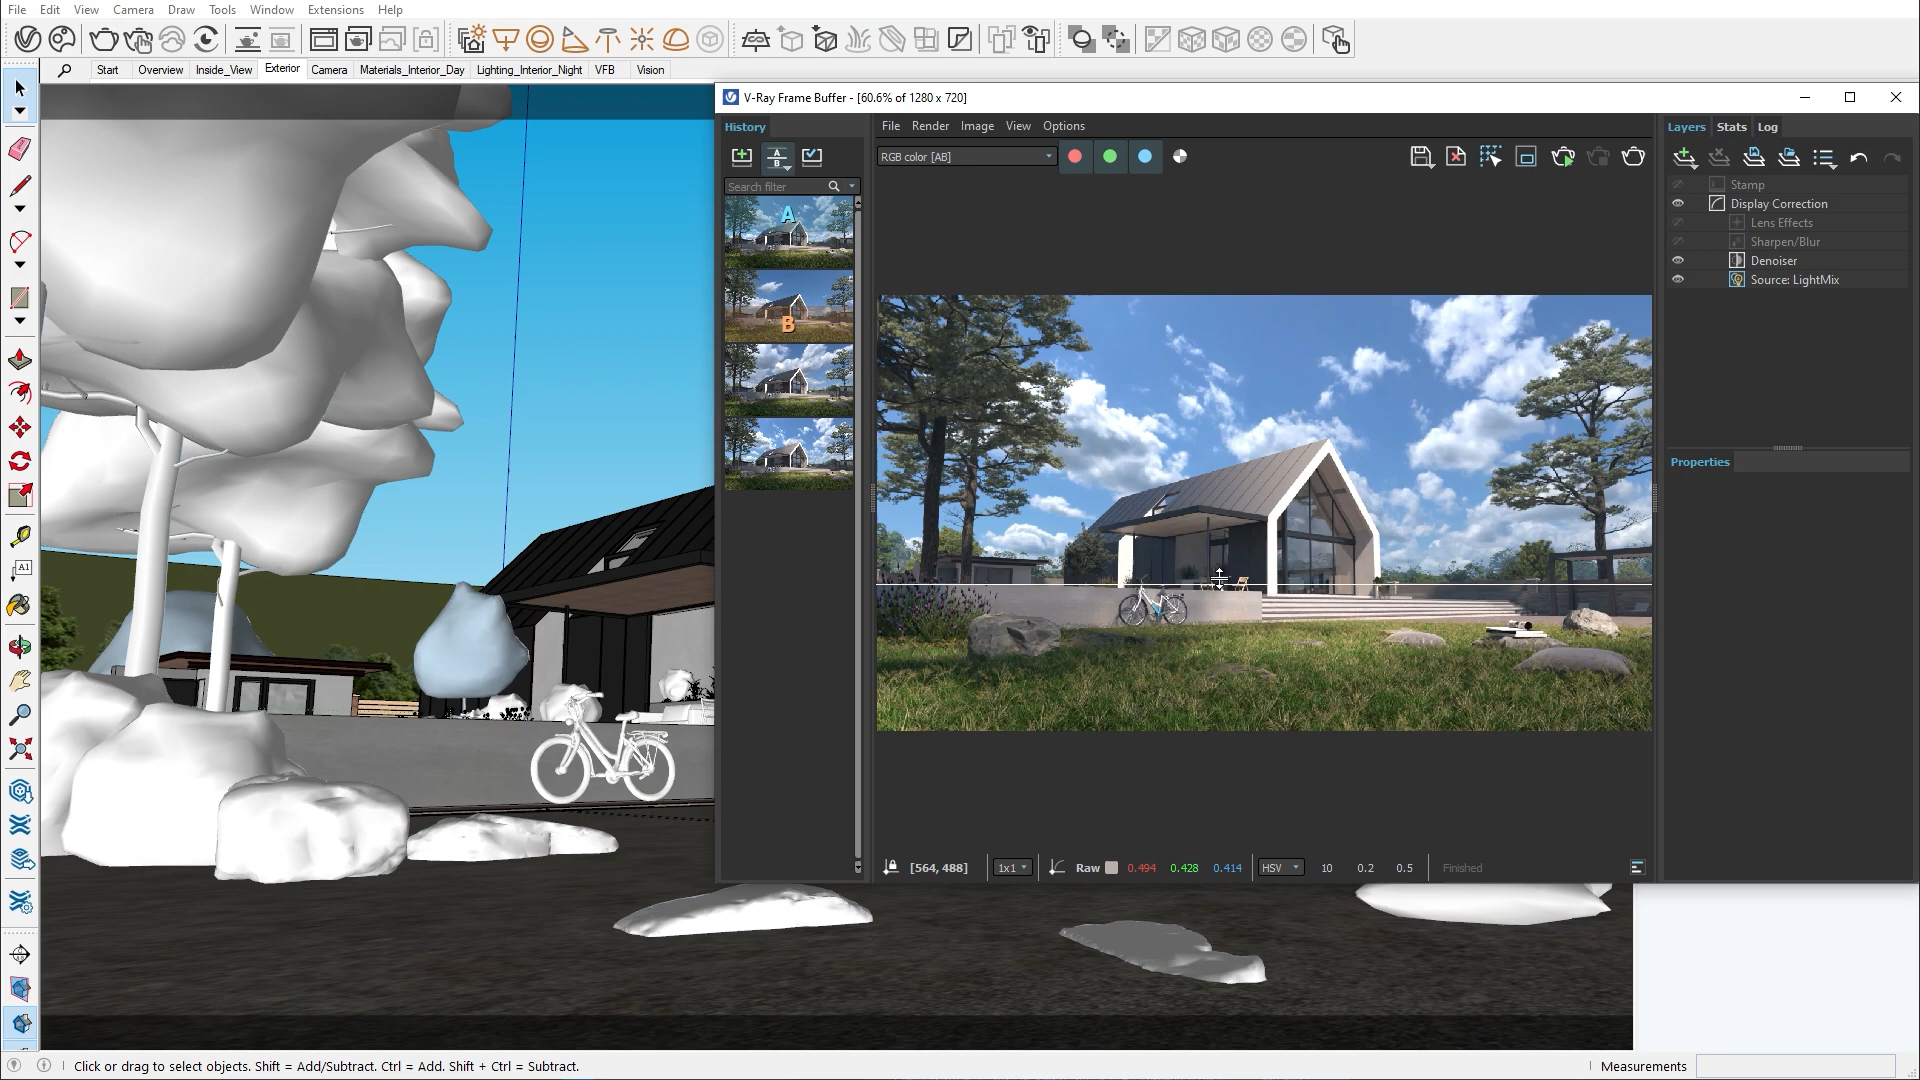 File Edit View Camera Draw Tools Window Extensions Help
Start Overview Inside_View Exterior Camera Materials_Interior_Day Lighting_Interior_Night VFB Vision
V-Ray Frame Buffer - [60.6% of 1280 x 720]
History
File Render Image View Options
Layers Stats Log
A
B
RGB color [AB]
Search filter
A
B
Stamp
Display Correction
Lens Effects
Sharpen/Blur
Denoiser
Source: LightMix
Properties
A1
[564, 488] 1x1 Raw 0.494 0.428 0.414 HSV 10 0.2 0.5 Finished
Click or drag to select objects. Shift = Add/Subtract. Ctrl = Add. Shift + Ctrl = Subtract.
Measurements